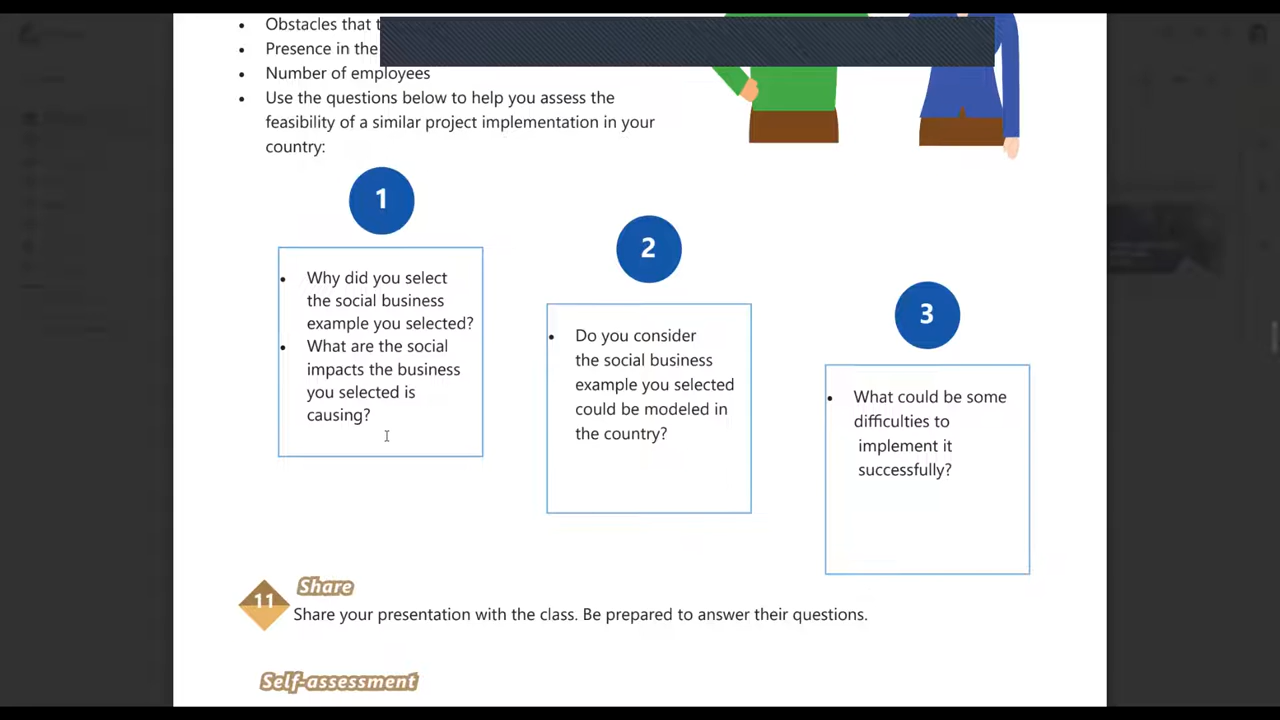 • Obstacles that
• Presence in the
• Number of employees
• Use the questions below to help you assess the
feasibility of a similar project implementation in your
country:
1
• Why did you select
the social business
example you selected?
• What are the social
impacts the business
you selected is
causing?
2
• Do you consider
the social business
example you selected
could be modeled in
the country?
3
• What could be some
difficulties to
implement it
successfully?
11
Share
Share your presentation with the class. Be prepared to answer their questions.
Self-assessment